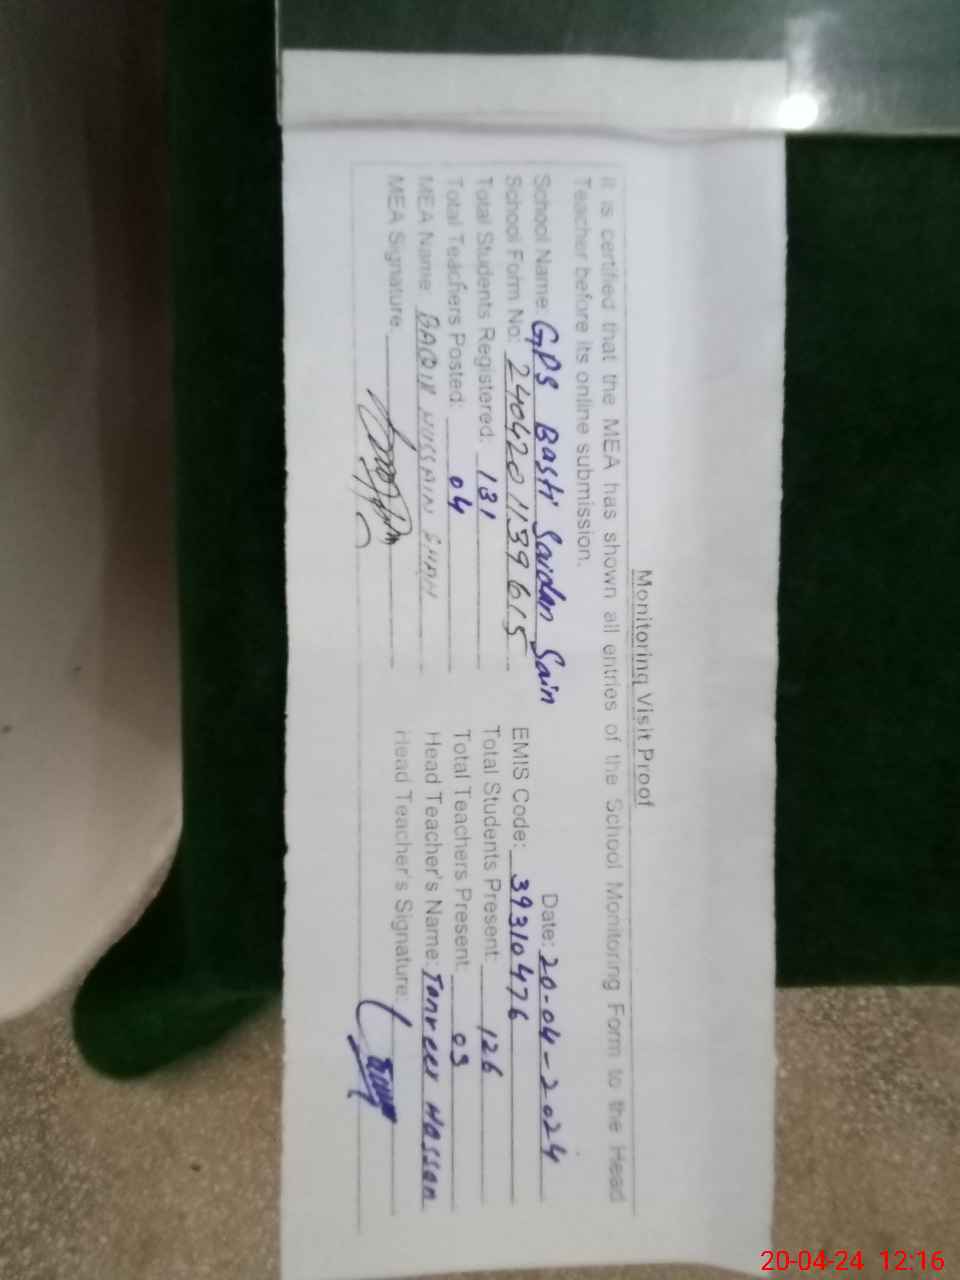 Monitoring Visit Proof
It is certified that the MEA has shown all entries of the School Monitoring Form to the Head
Teacher before its online submission.
Date: 20-04-2024
School Name: GPS Basti Saidan Sain
School Form No: 2404201139615 EMIS Code: 39310476
Total Students Registered: 131 Total Students Present: 126
Total Teachers Posted: 04 Total Teachers Present: 03
MEA Name: HUSSAIN SHAH Head Teacher's Name: Tanveer Hassan
MEA Signature: Head Teacher's Signature:
20-04-24 12:16